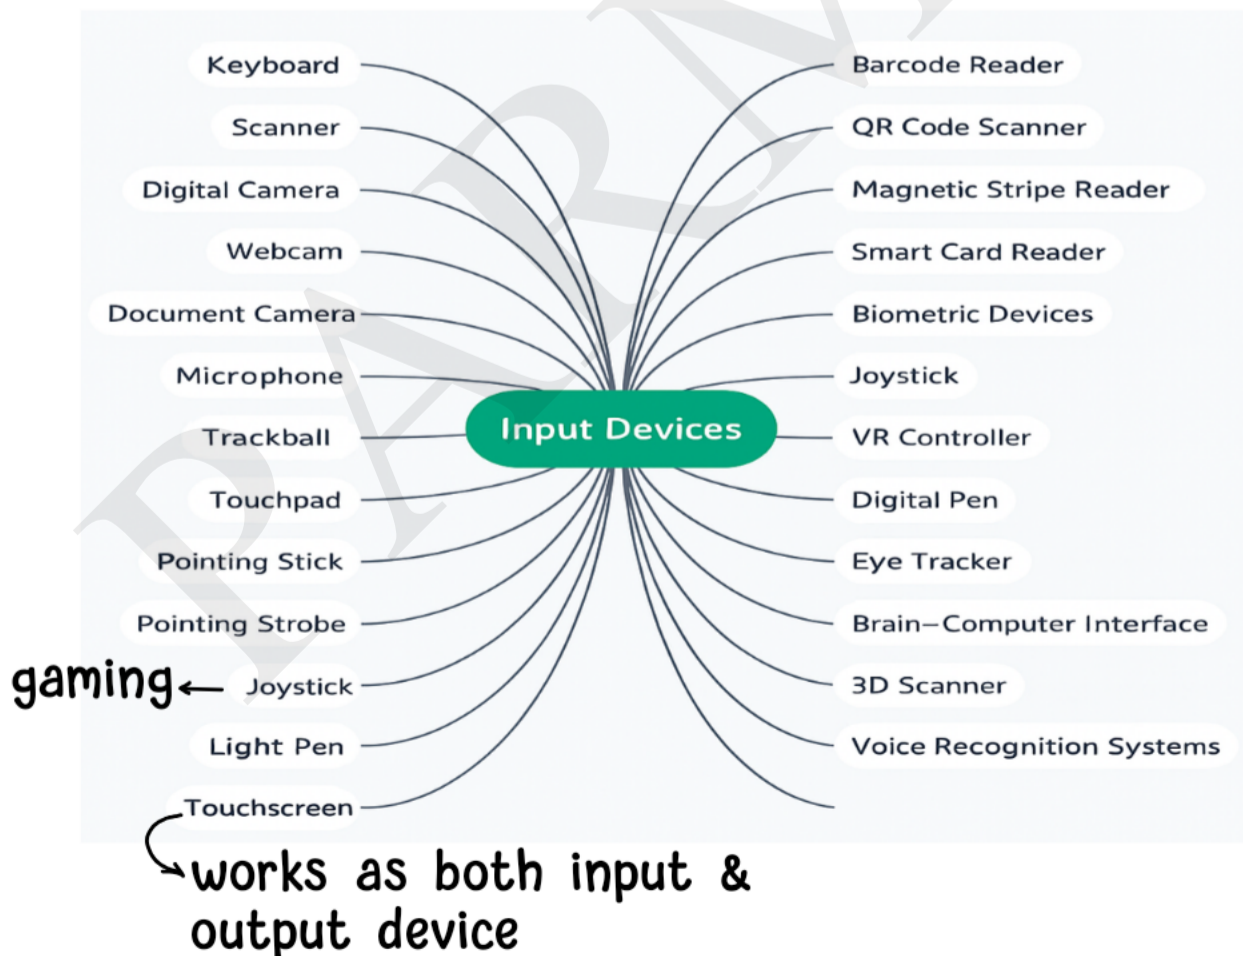 Keyboard
Scanner
Digital Camera
Webcam
Document Camera
Microphone
Trackball
Touchpad
Pointing Stick
Pointing Strobe
gaming
Joystick
Light Pen
Touchscreen
works as both input &
output device
Input Devices
Barcode Reader
QR Code Scanner
Magnetic Stripe Reader
Smart Card Reader
Biometric Devices
Joystick
VR Controller
Digital Pen
Eye Tracker
Brain–Computer Interface
3D Scanner
Voice Recognition Systems